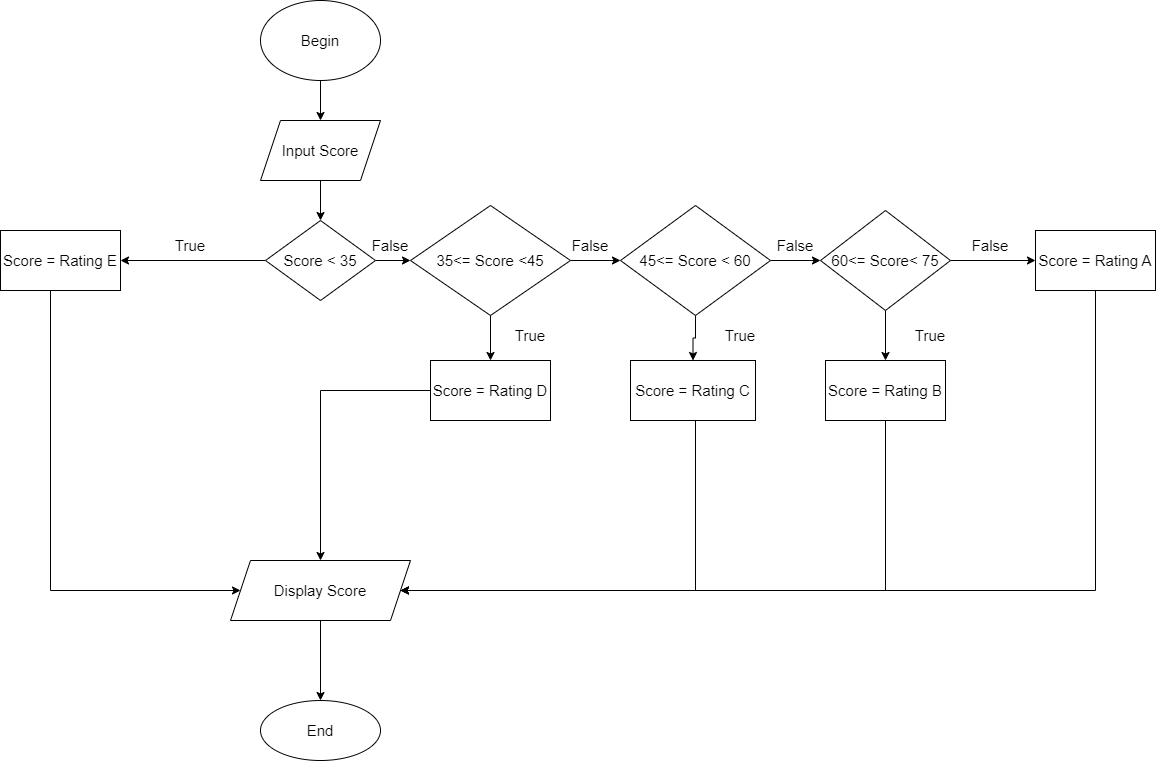 Begin
Input Score
True
False
False
False
False
Score = Rating E
Score < 35
35<= Score <45
45<= Score < 60
60<= Score< 75
Score = Rating A
True
True
True
Score = Rating D
Score = Rating C
Score = Rating B
Display Score
End